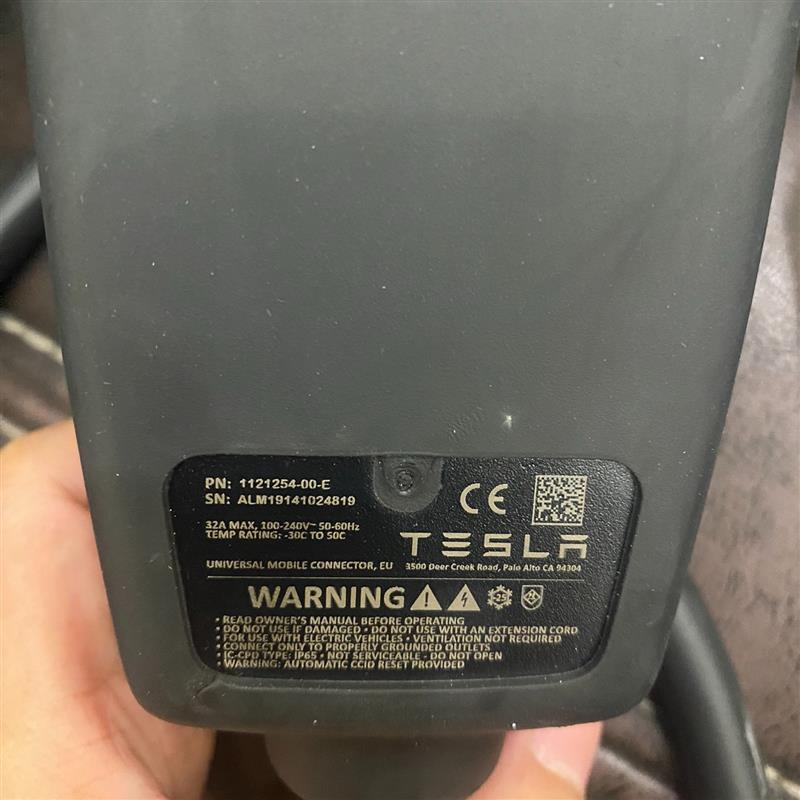 PN: 1121254-00-E
SN: ALM19141024819
CE
32A MAX, 100-240V~ 50-60Hz
TEMP RATING: -30C TO 50C
TESLA
UNIVERSAL MOBILE CONNECTOR, EU
3500 Deer Creek Road, Palo Alto CA 94304
WARNING
-25
• READ OWNER'S MANUAL BEFORE OPERATING
• DO NOT USE IF DAMAGED • DO NOT USE WITH AN EXTENSION CORD
FOR USE WITH ELECTRIC VEHICLES • VENTILATION NOT REQUIRED
CONNECT ONLY TO PROPERLY GROUNDED OUTLETS
IC-CPD TYPE: IP65 • NOT SERVICEABLE - DO NOT OPEN
WARNING: AUTOMATIC CCID RESET PROVIDED